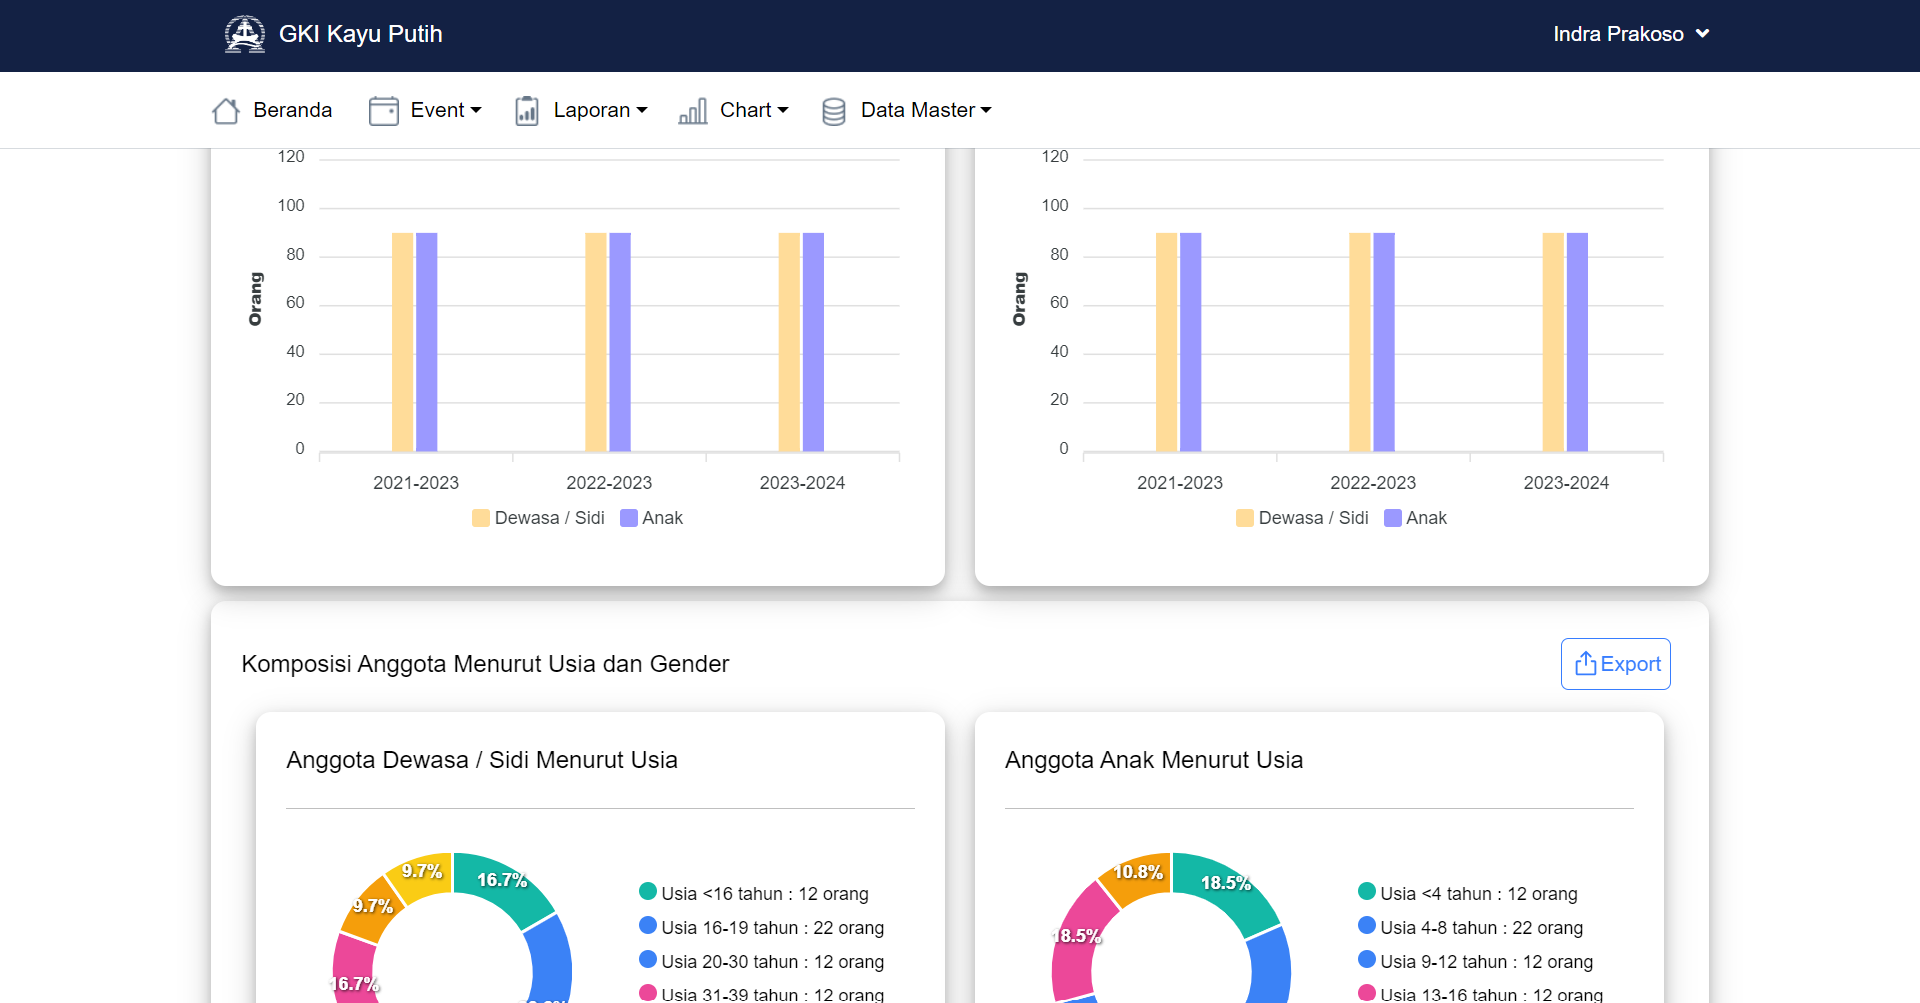 GKI Kayu Putih
Indra Prakoso
Beranda
Event
Laporan
Chart
Data Master
120
100
80
60
40
20
0
Orang
2021-2023
2022-2023
2023-2024
Dewasa / Sidi
Anak
120
100
80
60
40
20
0
Orang
2021-2023
2022-2023
2023-2024
Dewasa / Sidi
Anak
Komposisi Anggota Menurut Usia dan Gender
Export
Anggota Dewasa / Sidi Menurut Usia
9.7%
16.7%
9.7%
16.7%
Usia <16 tahun : 12 orang
Usia 16-19 tahun : 22 orang
Usia 20-30 tahun : 12 orang
Usia 31-39 tahun : 12 orang
Anggota Anak Menurut Usia
10.8%
18.5%
18.5%
Usia <4 tahun : 12 orang
Usia 4-8 tahun : 22 orang
Usia 9-12 tahun : 12 orang
Usia 13-16 tahun : 12 orang